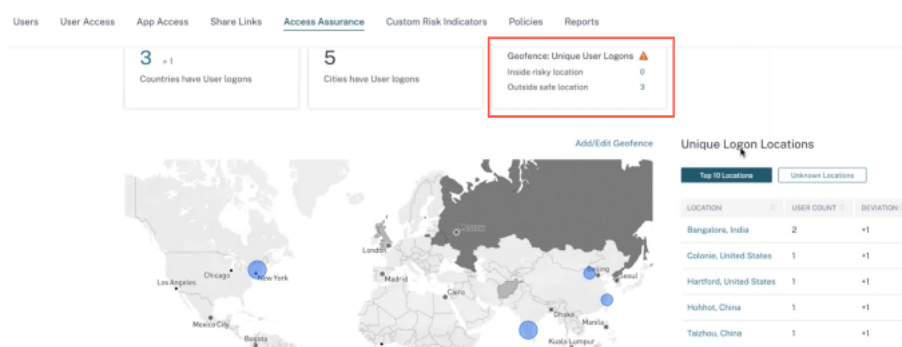 Users User Access App Access Share Links Access Assurance Custom Risk Indicators Policies Reports
3 1
Countries have User logons
5
Cities have User logons
Geofence: Unique User Logons
Inside risky location 0
Outside safe location 3
Add/Edit Geofence
Unique Logon Locations
Top 10 Locations Unknown Locations
LOCATION USER COUNT DEVIATION
Bangalore, India 2 +1
Colonie, United States 1 +1
Hartford, United States 1 +1
Hohhot, China 1 +1
Taizhou, China 1 +1
Moscow
London
Chicago
New York
Los Angeles
Madrid
Beijing
Seoul
Cairo
Mexico City
Dhaka
Manila
Bogota
Kuala Lumpur